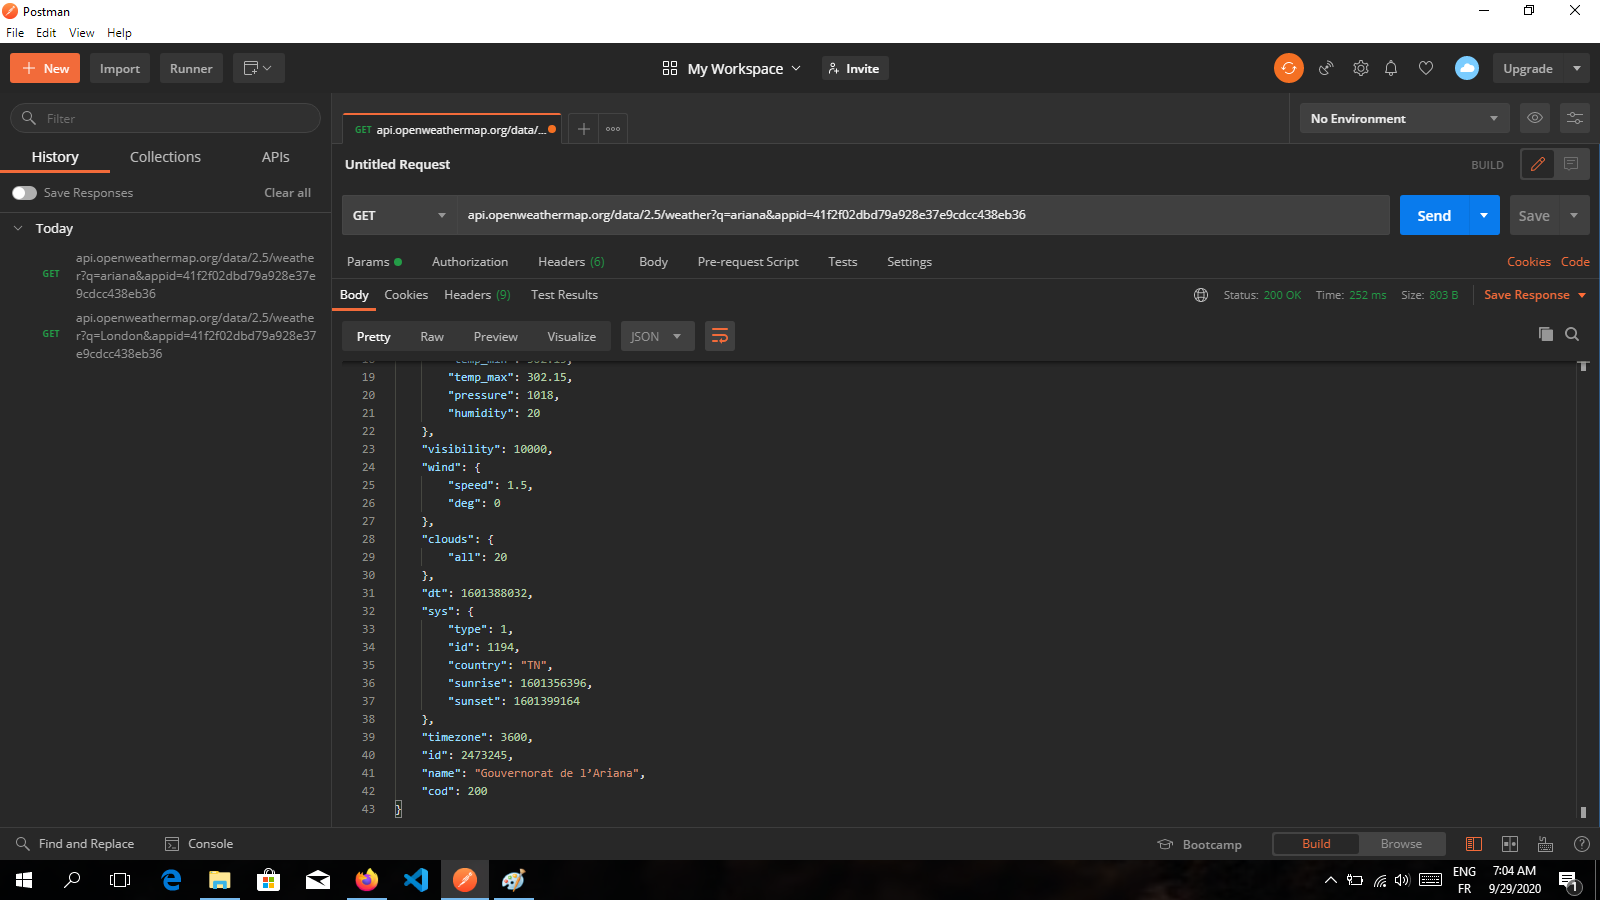 Postman
File Edit View Help
New Import Runner My Workspace Invite Upgrade
Filter
History Collections APIs
Save Responses Clear all
Today
GET api.openweathermap.org/data/2.5/weathe
r?q=ariana&appid=41f2f02dbd79a928e37e
9cdcc438eb36
GET api.openweathermap.org/data/2.5/weathe
r?q=London&appid=41f2f02dbd79a928e37
e9cdcc438eb36
GET api.openweathermap.org/data/...
No Environment
Untitled Request
BUILD
GET api.openweathermap.org/data/2.5/weather?q=ariana&appid=41f2f02dbd79a928e37e9cdcc438eb36
Send Save
Params Authorization Headers (6) Body Pre-request Script Tests Settings Cookies Code
Body Cookies Headers (9) Test Results Status: 200 OK Time: 252 ms Size: 803 B Save Response
Pretty Raw Preview Visualize JSON
19 "temp_max": 302.15,
20 "pressure": 1018,
21 "humidity": 20
22 },
23 "visibility": 10000,
24 "wind": {
25 "speed": 1.5,
26 "deg": 0
27 },
28 "clouds": {
29 "all": 20
30 },
31 "dt": 1601388032,
32 "sys": {
33 "type": 1,
34 "id": 1194,
35 "country": "TN",
36 "sunrise": 1601356396,
37 "sunset": 1601399164
38 },
39 "timezone": 3600,
40 "id": 2473245,
41 "name": "Gouvernorat de l’Ariana",
42 "cod": 200
43 }
Find and Replace Console Bootcamp Build Browse
ENG 7:04 AM
FR 9/29/2020 1